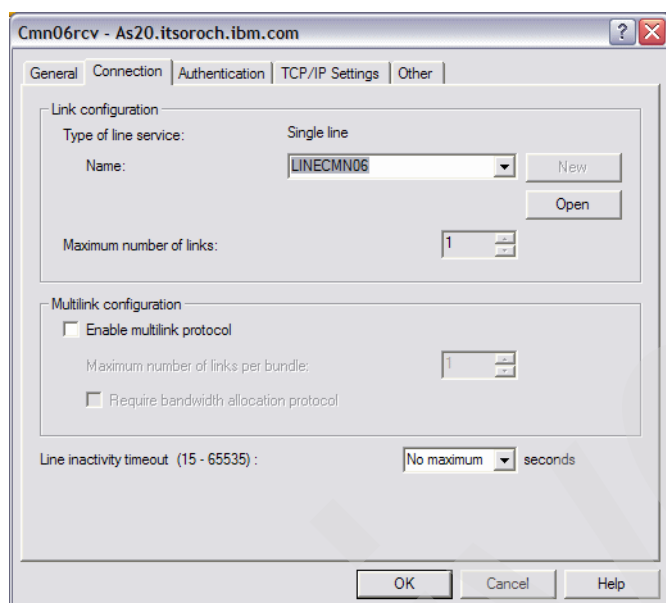 Cmn06rcv - As20.itsoroch.ibm.com
General Connection Authentication TCP/IP Settings Other
Link configuration
Type of line service: Single line
Name: LINECMN06 New
Open
Maximum number of links: 1
Multilink configuration
Enable multilink protocol
Maximum number of links per bundle: 1
Require bandwidth allocation protocol
Line inactivity timeout (15 - 65535) : No maximum seconds
OK Cancel Help